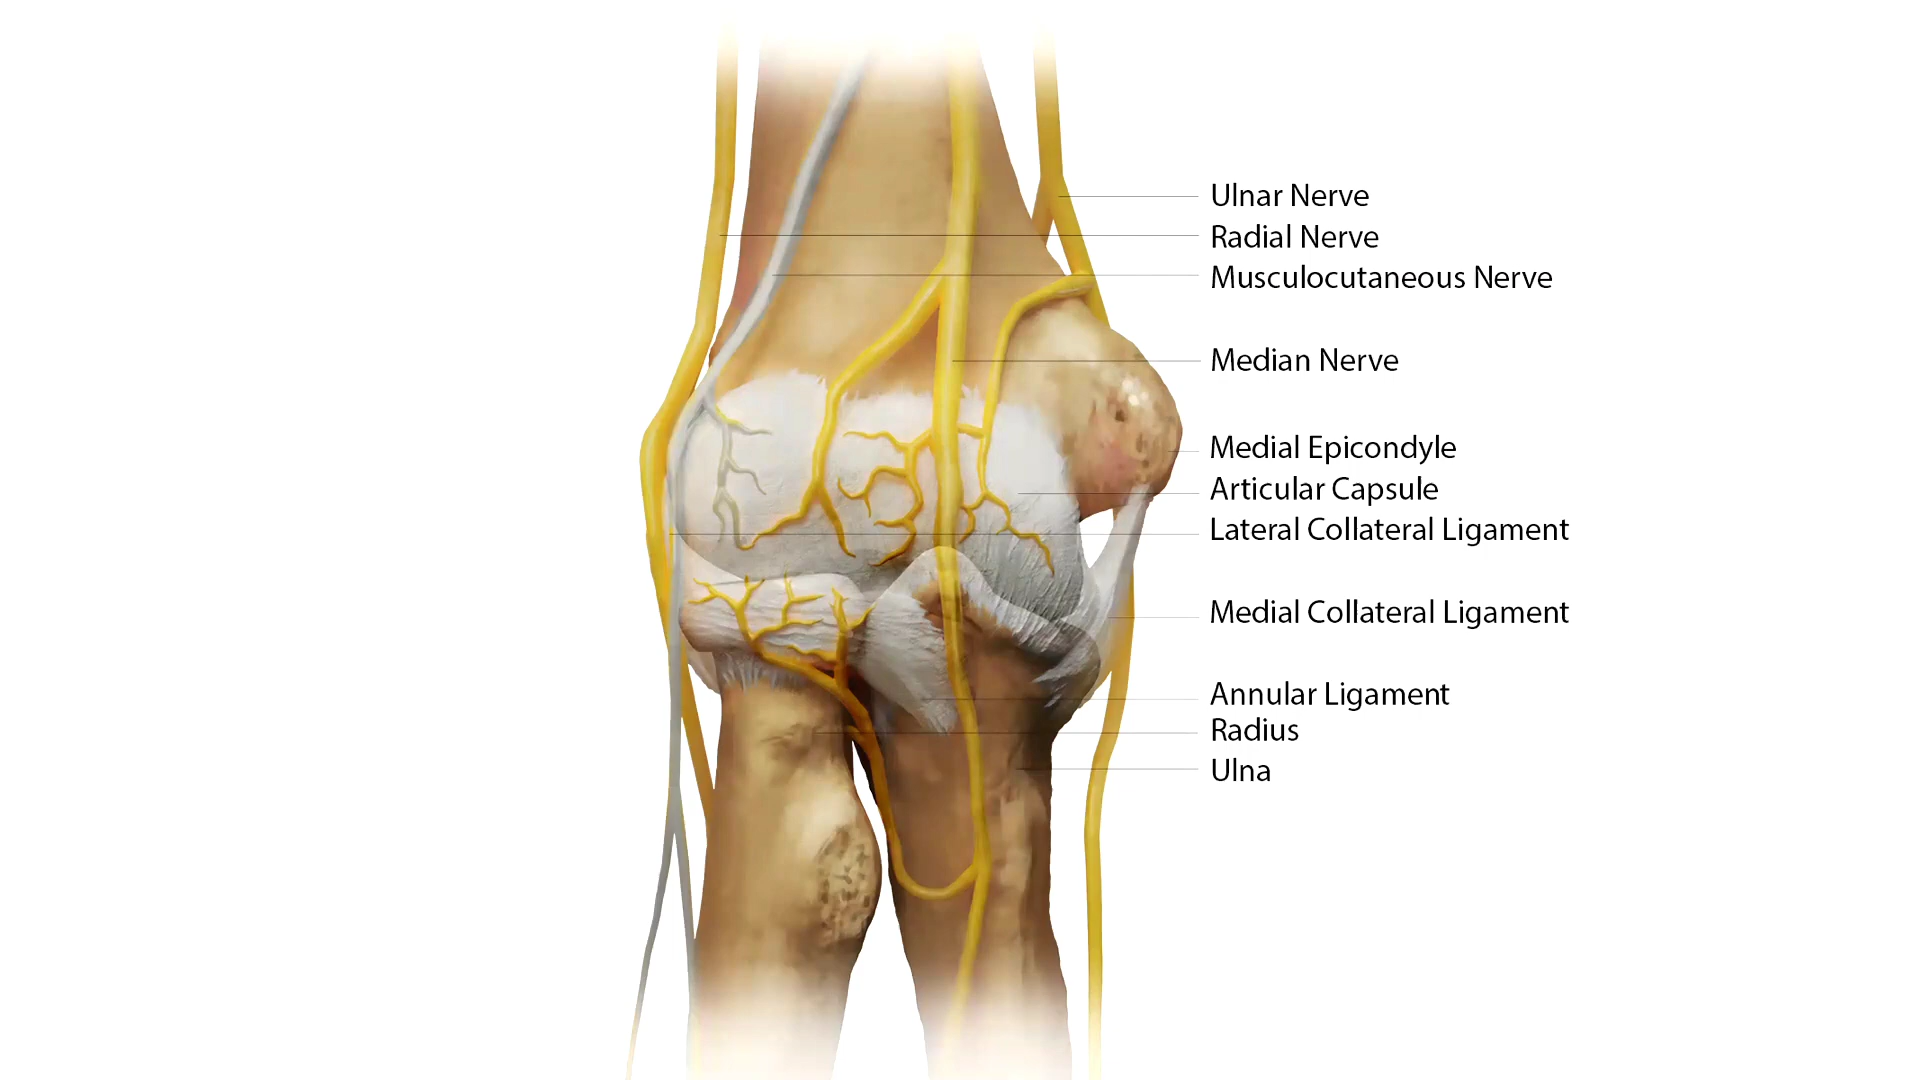 Ulnar Nerve
Radial Nerve
Musculocutaneous Nerve
Median Nerve
Medial Epicondyle
Articular Capsule
Lateral Collateral Ligament
Medial Collateral Ligament
Annular Ligament
Radius
Ulna